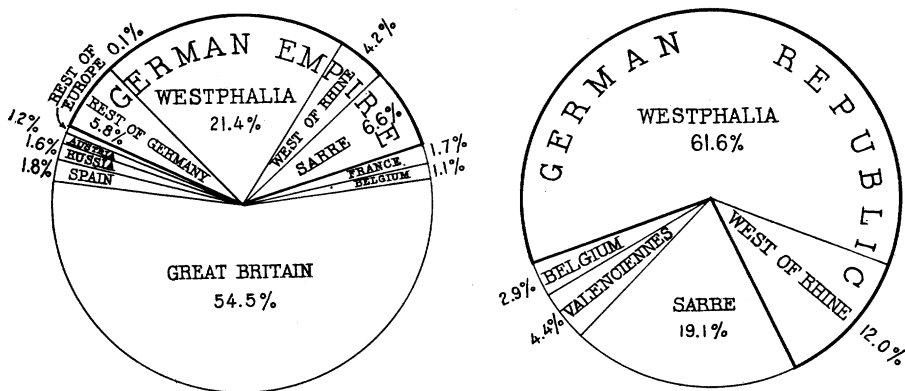 GERMAN EMPIRE
REST OF
EUROPE 0.1%
REST OF GERMANY
5.8%
WESTPHALIA
21.4%
WEST OF RHINE
4.2%
SARRE
6.6%
1.2%
AUSTRIA
1.6%
RUSSIA
1.8%
SPAIN
FRANCE
1.7%
BELGIUM
1.1%
GREAT BRITAIN
54.5%
GERMAN REPUBLIC
WESTPHALIA
61.6%
BELGIUM
2.9%
VALENCIENNES
4.4%
SARRE
19.1%
WEST OF RHINE
12.0%